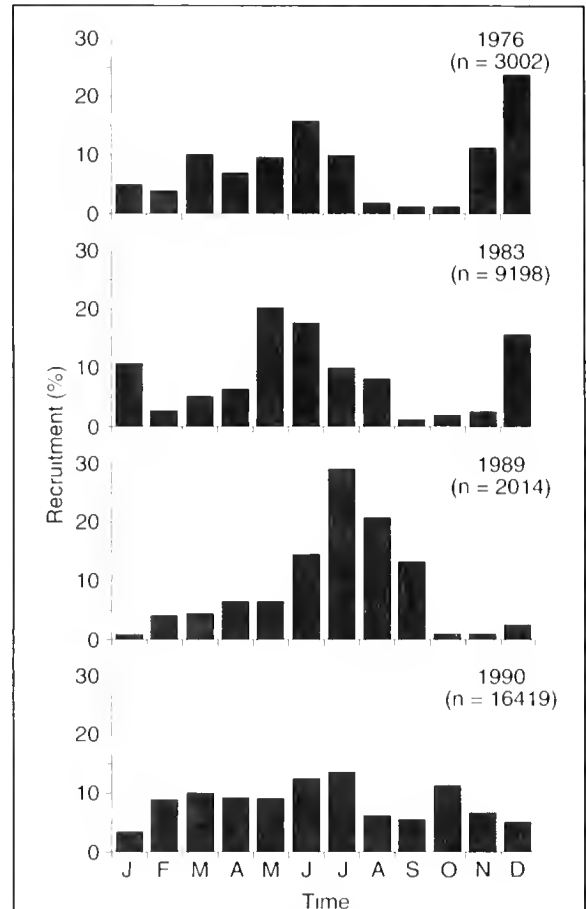 30
20
10
0
1976
(n = 3002)
30
20
10
0
1983
(n = 9198)
30
20
10
0
1989
(n = 2014)
30
20
10
0
1990
(n = 16419)
Recruitment (%)
J F M A M J J A S O N D
Time